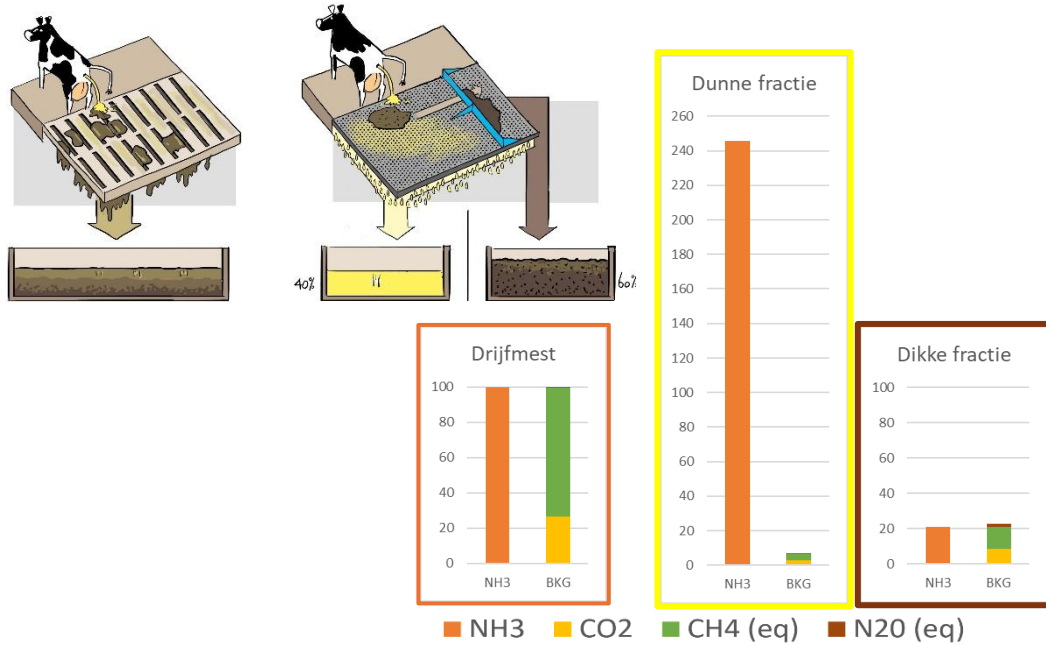 40%
60%
Drijfmest
100
80
60
40
20
0
NH3
BKG
Dunne fractie
260
240
220
200
180
160
140
120
100
80
60
40
20
0
NH3
BKG
Dikke fractie
100
80
60
40
20
0
NH3
BKG
NH3
CO2
CH4 (eq)
N20 (eq)